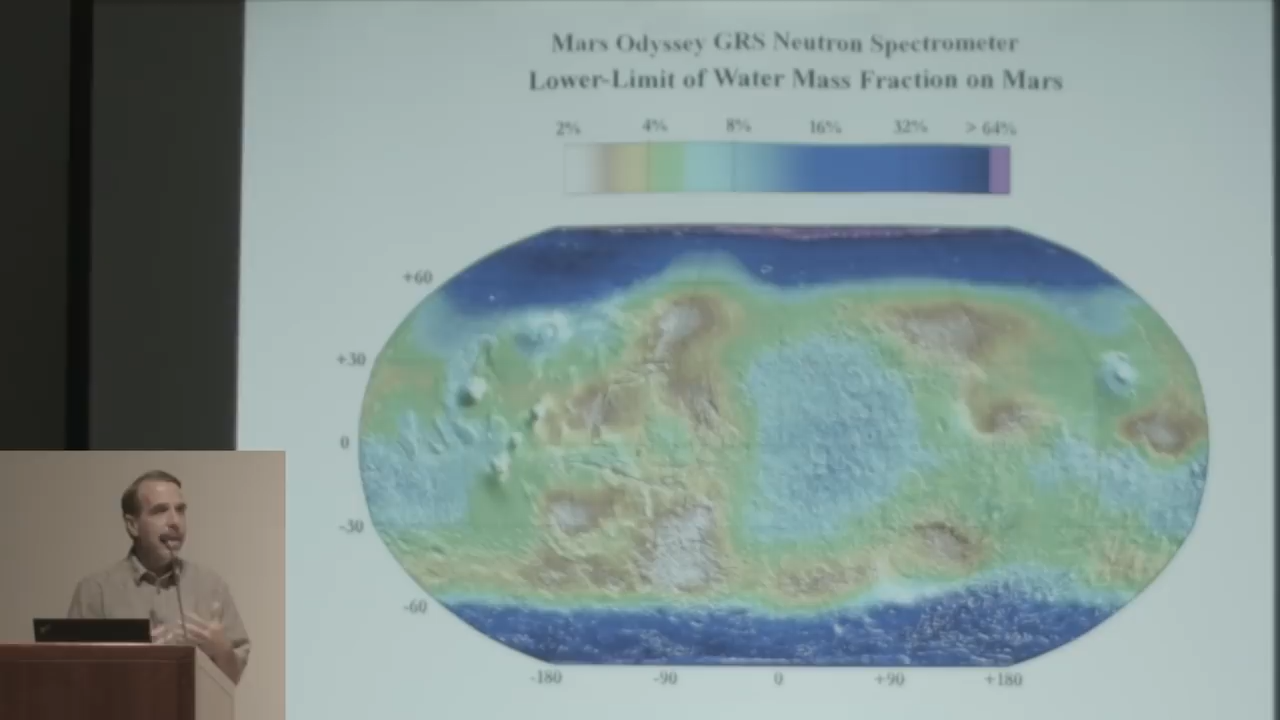 Mars Odyssey GRS Neutron Spectrometer
Lower-Limit of Water Mass Fraction on Mars
2% 4% 8% 16% 32% > 64%
+60
+30
0
-30
-60
-180 -90 0 +90 +180